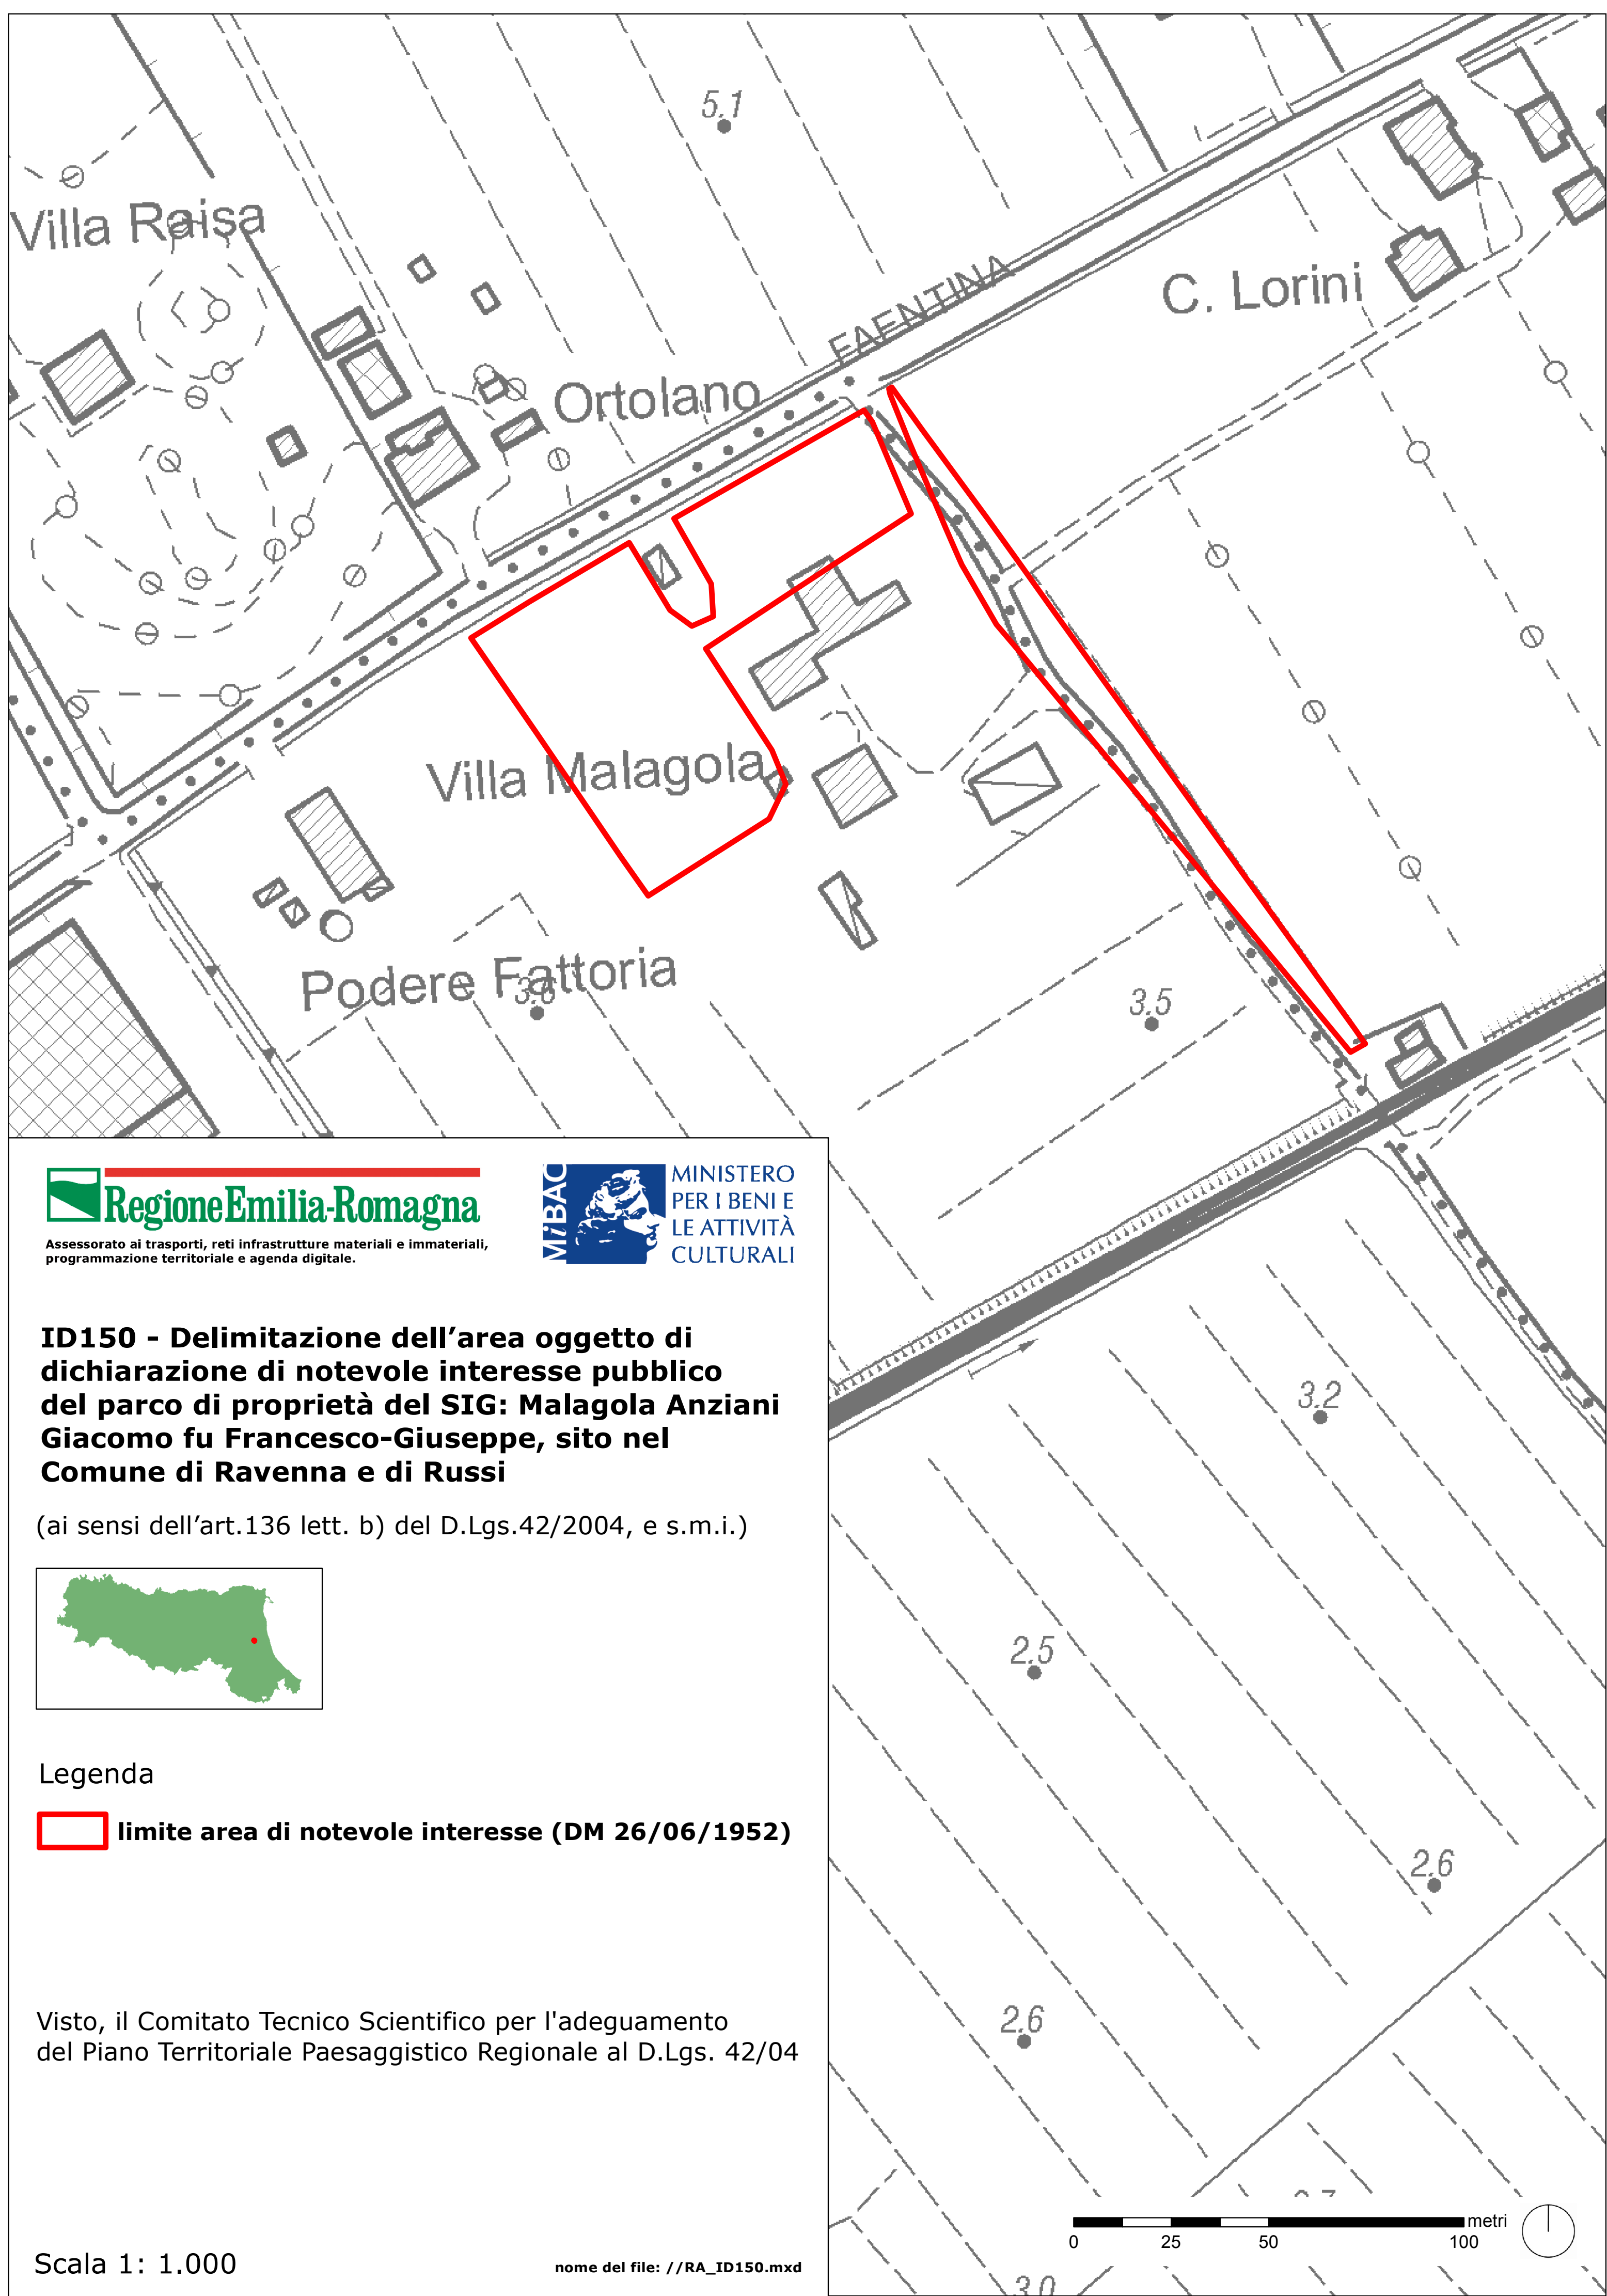 5.1
Villa Raisa
FAENTINA
C. Lorini
Ortolano
Villa Malagola
Podere Fattoria
3.6
3.5
RegioneEmilia-Romagna
Assessorato ai trasporti, reti infrastrutture materiali e immateriali,
programmazione territoriale e agenda digitale.
MiBAC
MINISTERO
PER I BENI E
LE ATTIVITÀ
CULTURALI
ID150 - Delimitazione dell’area oggetto di
dichiarazione di notevole interesse pubblico
del parco di proprietà del SIG: Malagola Anziani
Giacomo fu Francesco-Giuseppe, sito nel
Comune di Ravenna e di Russi
(ai sensi dell’art.136 lett. b) del D.Lgs.42/2004, e s.m.i.)
Legenda
limite area di notevole interesse (DM 26/06/1952)
Visto, il Comitato Tecnico Scientifico per l'adeguamento
del Piano Territoriale Paesaggistico Regionale al D.Lgs. 42/04
Scala 1: 1.000
nome del file: //RA_ID150.mxd
3.2
2.5
2.6
2.6
metri
0 25 50 100
3.0